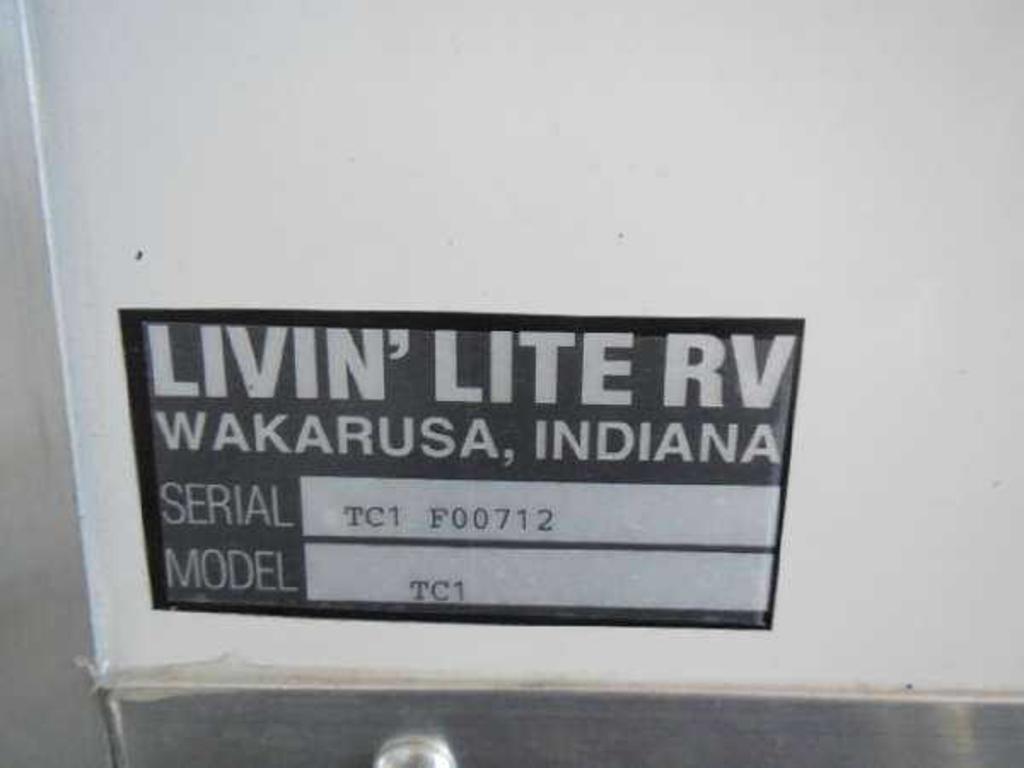 LIVIN' LITE RV
WAKARUSA, INDIANA
SERIAL TC1 F00712
MODEL TC1